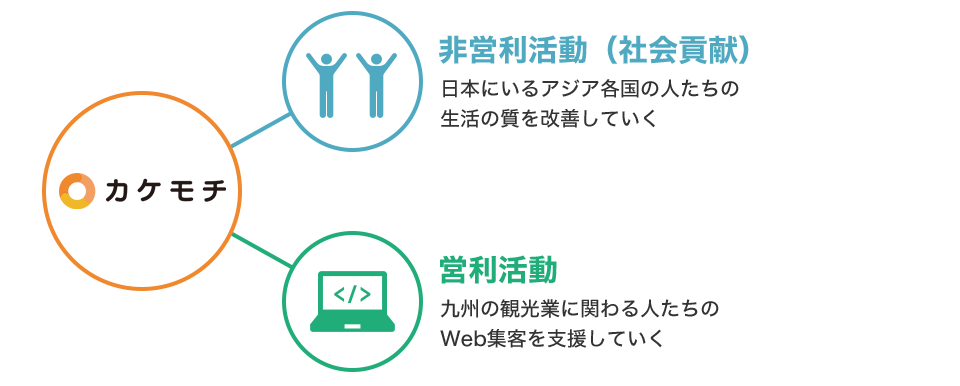 非営利活動（社会貢献）
日本にいるアジア各国の人たちの
生活の質を改善していく
カケモチ
</>
営利活動
九州の観光業に関わる人たちの
Web集客を支援していく